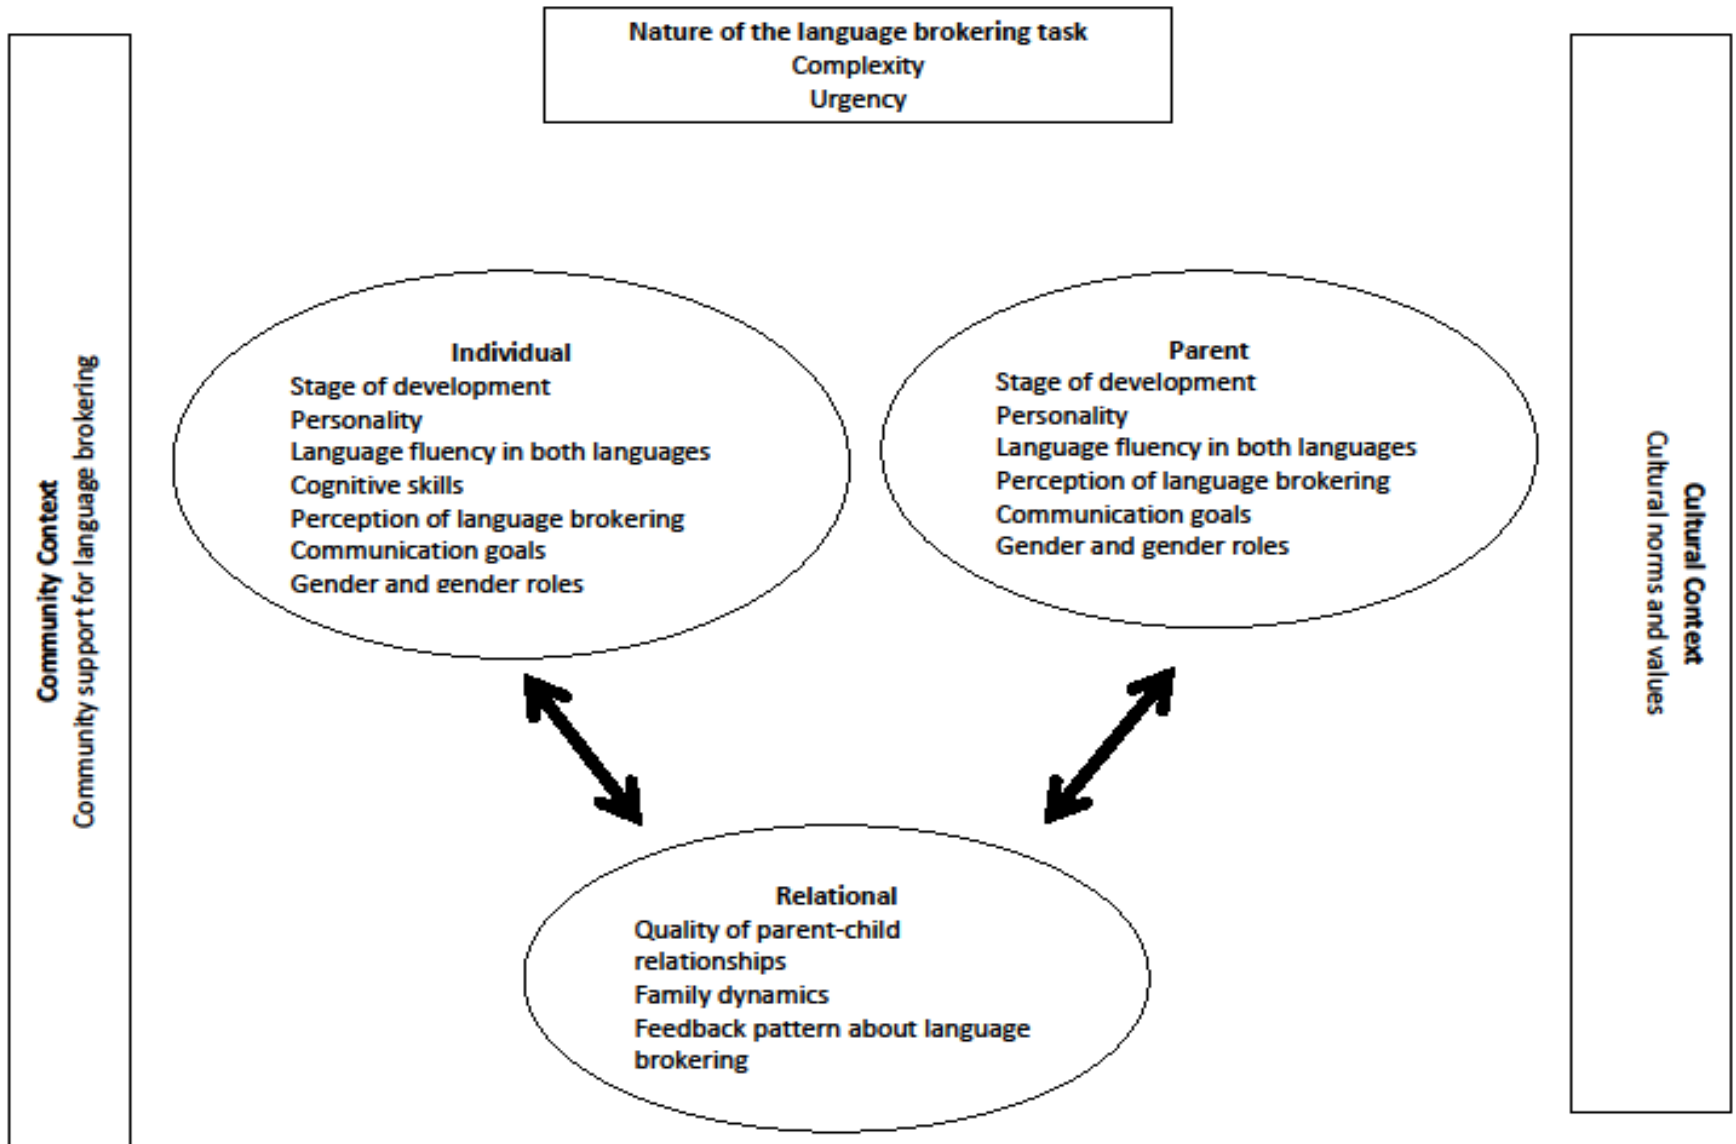 Nature of the language brokering task
Complexity
Urgency
Community Context
Community support for language brokering
Individual
Stage of development
Personality
Language fluency in both languages
Cognitive skills
Perception of language brokering
Communication goals
Gender and gender roles
Parent
Stage of development
Personality
Language fluency in both languages
Perception of language brokering
Communication goals
Gender and gender roles
Cultural Context
Cultural norms and values
Relational
Quality of parent-child
relationships
Family dynamics
Feedback pattern about language
brokering